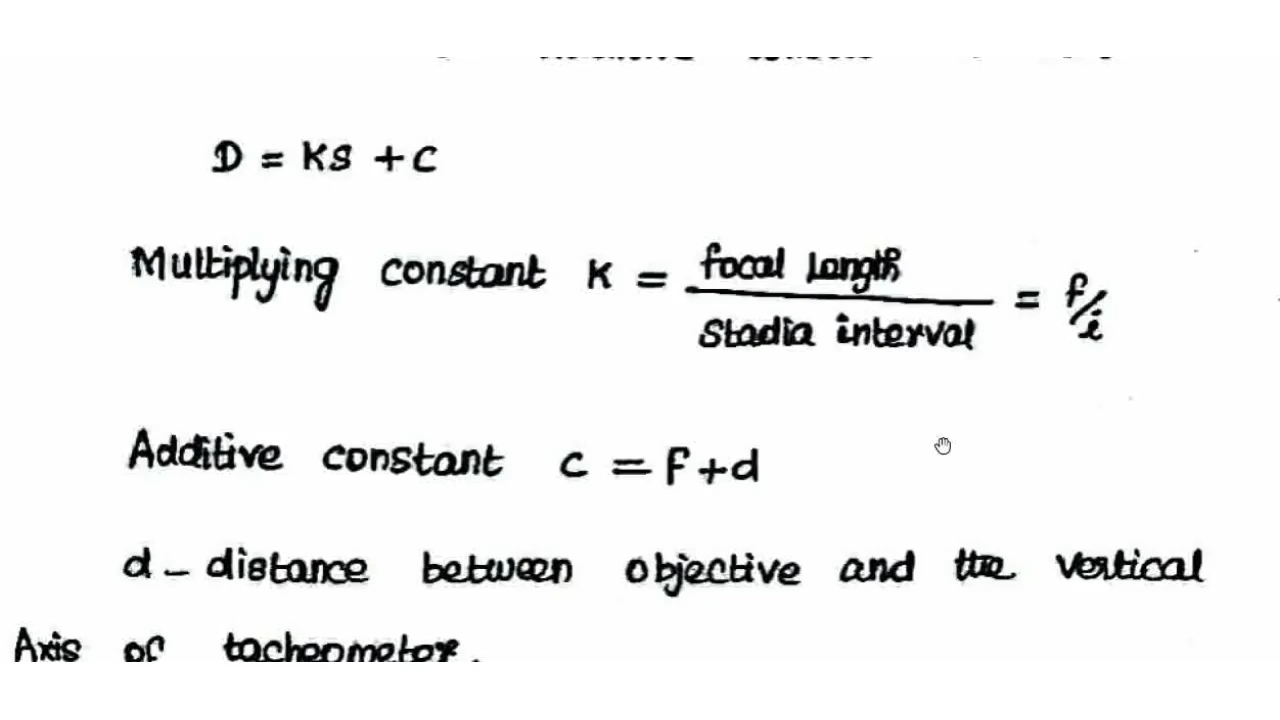 D = KS + C
Multiplying constant K = focal Length / Stadia interval = f/i
Additive constant C = f+d
d - distance between objective and the vertical
Axis of tacheometer.